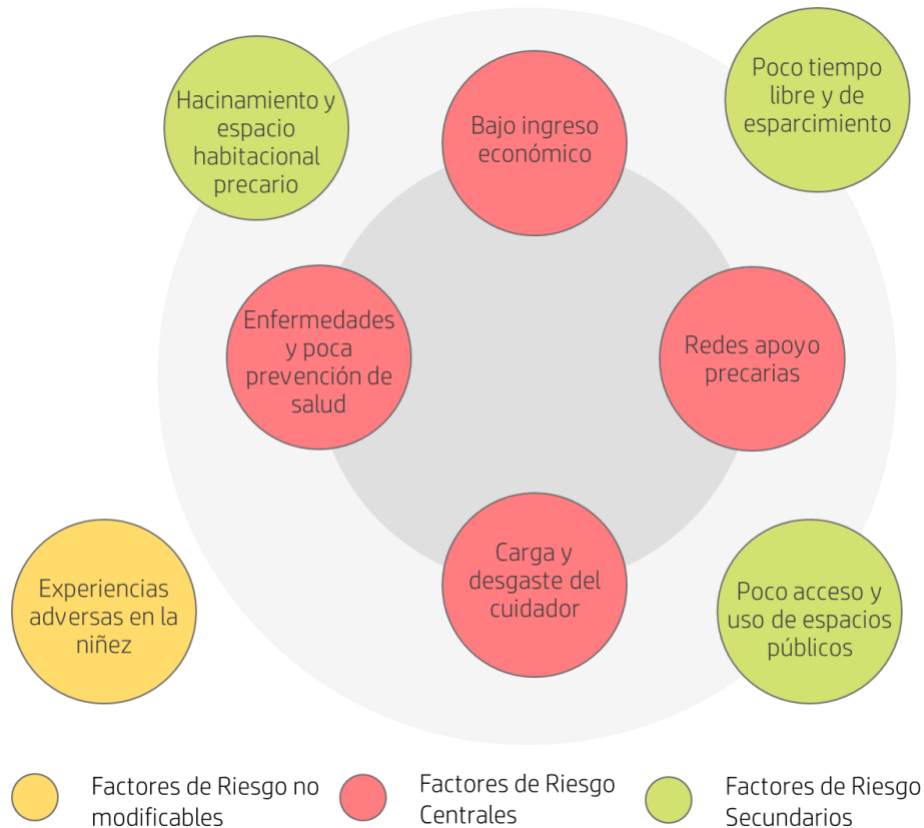 Hacinamiento y
espacio
habitacional
precario
Bajo ingreso
económico
Poco tiempo
libre y de
esparcimiento
Enfermedades
y poca
prevención de
salud
Redes apoyo
precarias
Experiencias
adversas en la
niñez
Carga y
desgaste del
cuidador
Poco acceso y
uso de espacios
públicos
Factores de Riesgo no
modificables
Factores de Riesgo
Centrales
Factores de Riesgo
Secundarios